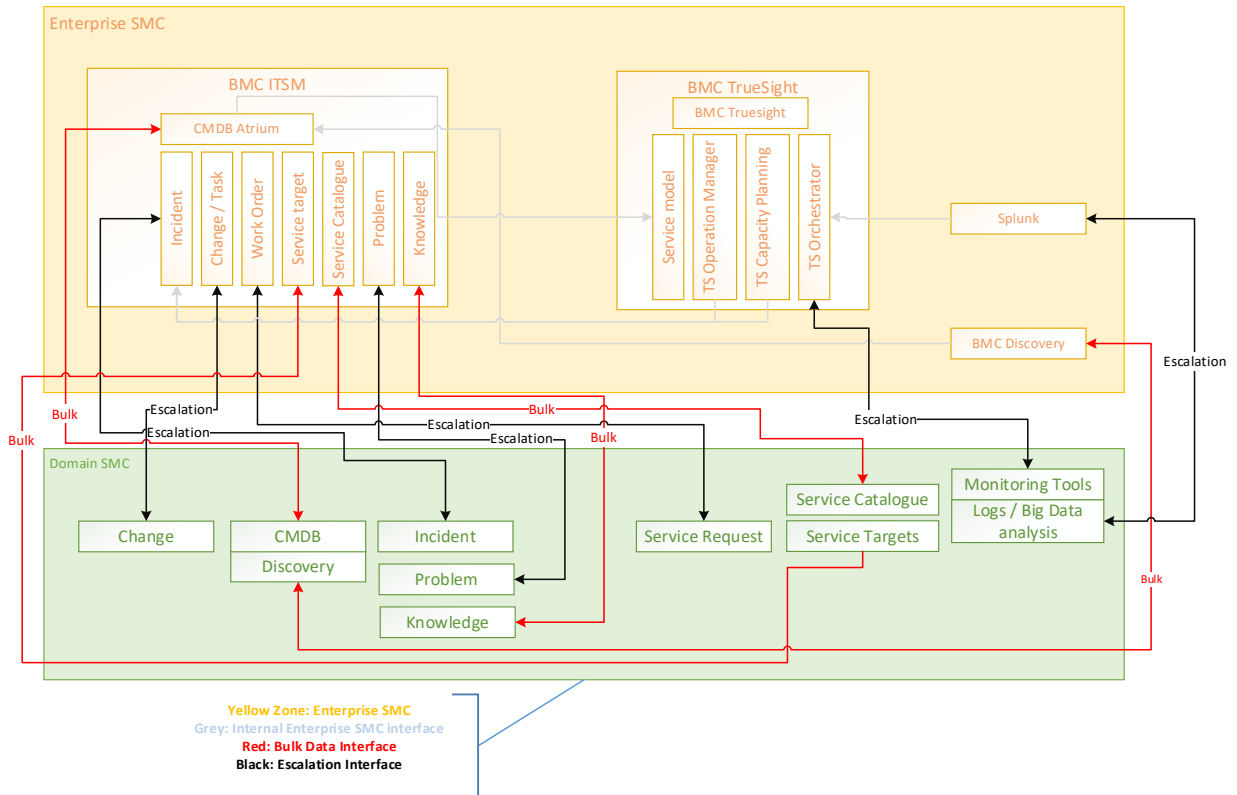 Enterprise SMC
BMC ITSM
BMC TrueSight
BMC Truesight
CMDB Atrium
Incident
Change / Task
Work Order
Service target
Service Catalogue
Problem
Knowledge
Service model
TS Operation Manager
TS Capacity Planning
TS Orchestrator
Splunk
BMC Discovery
Escalation
Bulk
Escalation
Bulk
Escalation
Bulk
Escalation
Escalation
Escalation
Bulk
Domain SMC
Monitoring Tools
Logs / Big Data
analysis
Service Catalogue
Change
CMDB
Incident
Service Request
Service Targets
Discovery
Problem
Bulk
Knowledge
Yellow Zone: Enterprise SMC
Grey: Internal Enterprise SMC interface
Red: Bulk Data Interface
Black: Escalation Interface